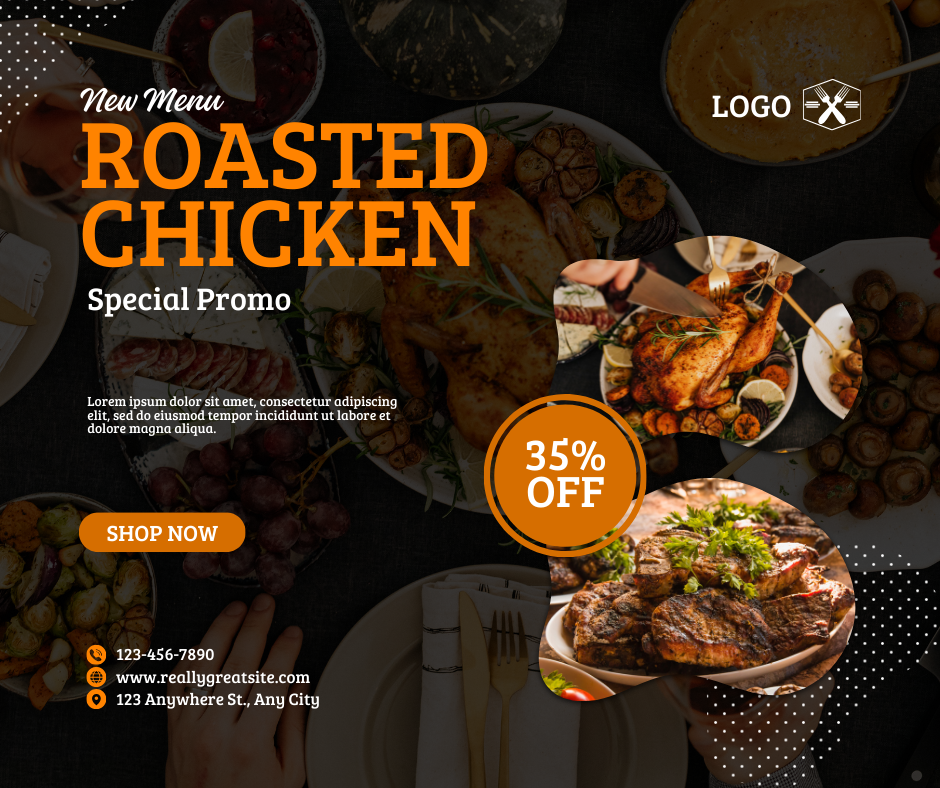 New Menu
ROASTED
CHICKEN
Special Promo
LOGO
Lorem ipsum dolor sit amet, consectetur adipiscing
elit, sed do eiusmod tempor incididunt ut labore et
dolore magna aliqua.
35%
OFF
SHOP NOW
123-456-7890
www.reallygreatsite.com
123 Anywhere St., Any City